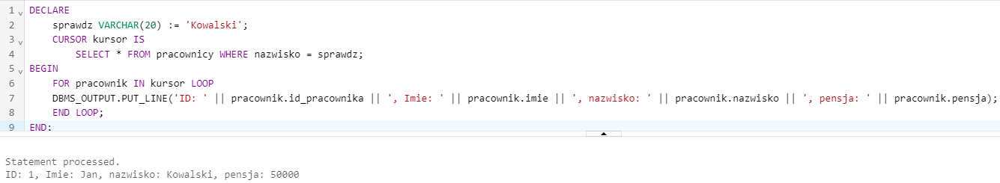 1 DECLARE
2 sprawdz VARCHAR(20) := 'Kowalski';
3 CURSOR kursor IS
4 SELECT * FROM pracownicy WHERE nazwisko = sprawdz;
5 BEGIN
6 FOR pracownik IN kursor LOOP
7 DBMS_OUTPUT.PUT_LINE('ID: ' || pracownik.id_pracownika || ', Imie: ' || pracownik.imie || ', nazwisko: ' || pracownik.nazwisko || ', pensja: ' || pracownik.pensja);
8 END LOOP;
9 END;
Statement processed.
ID: 1, Imie: Jan, nazwisko: Kowalski, pensja: 50000